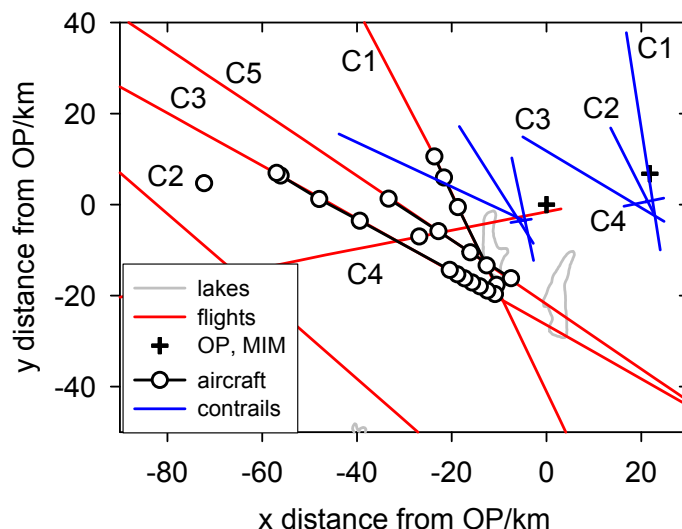 40
20
0
-20
-40
y distance from OP/km
C1
C5
C3
C2
C4
C1
C2
C3
C4
lakes
flights
OP, MIM
aircraft
contrails
-80 -60 -40 -20 0 20
x distance from OP/km